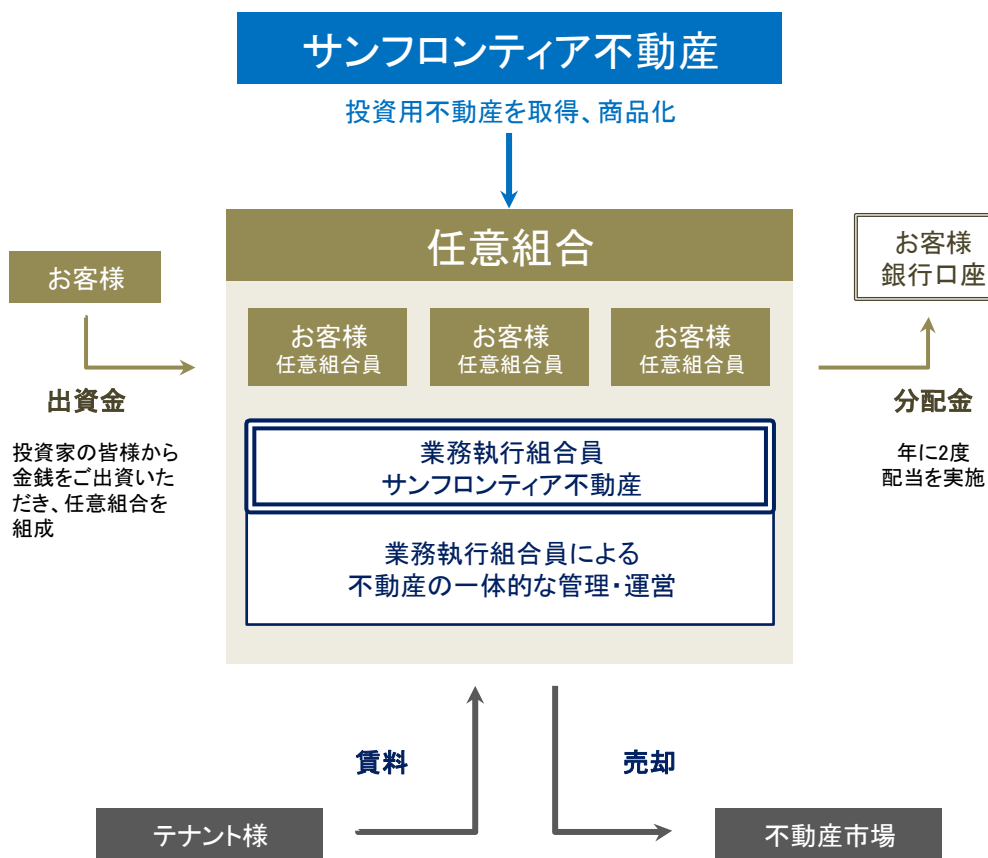 サンフロンティア不動産
投資用不動産を取得、商品化
任意組合
お客様
お客様
銀行口座
お客様
任意組合員
お客様
任意組合員
お客様
任意組合員
出資金
投資家の皆様から
金銭をご出資いた
だき、任意組合を
組成
分配金
年に2度
配当を実施
業務執行組合員
サンフロンティア不動産
業務執行組合員による
不動産の一体的な管理・運営
賃料
売却
テナント様
不動産市場